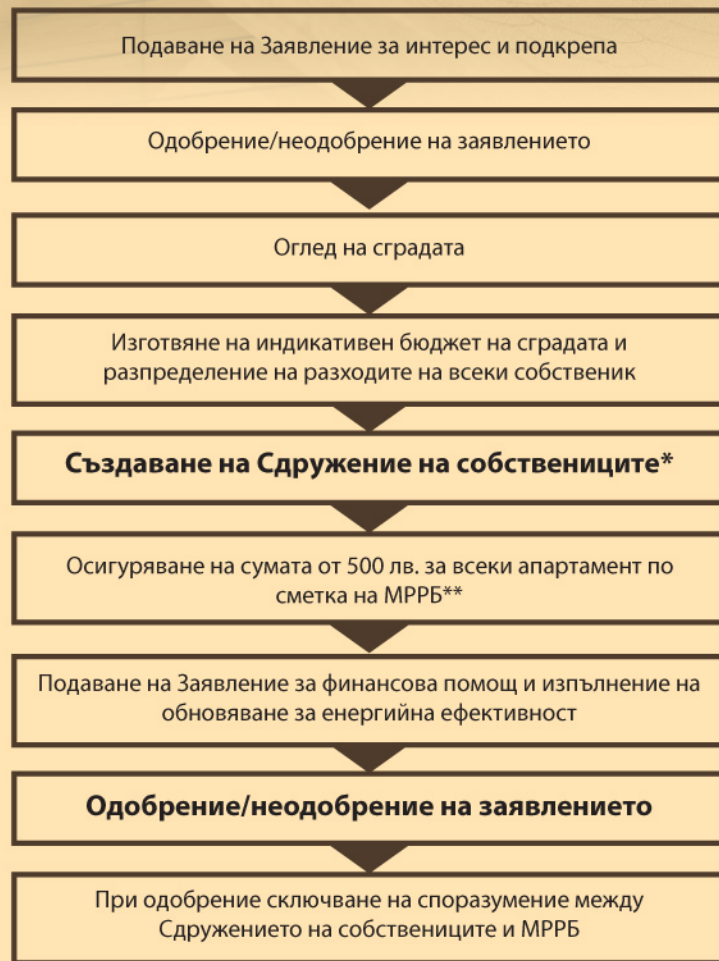 Подаване на Заявление за интерес и подкрепа
Одобрение/неодобрение на заявлението
Оглед на сградата
Изготвяне на индикативен бюджет на сградата и
разпределение на разходите на всеки собственик
Създаване на Сдружение на собствениците*
Осигуряване на сумата от 500 лв. за всеки апартамент по
сметка на МРРБ**
Подаване на Заявление за финансова помощ и изпълнение на
обновяване за енергийна ефективност
Одобрение/неодобрение на заявлението
При одобрение сключване на споразумение между
Сдружението на собствениците и МРРБ